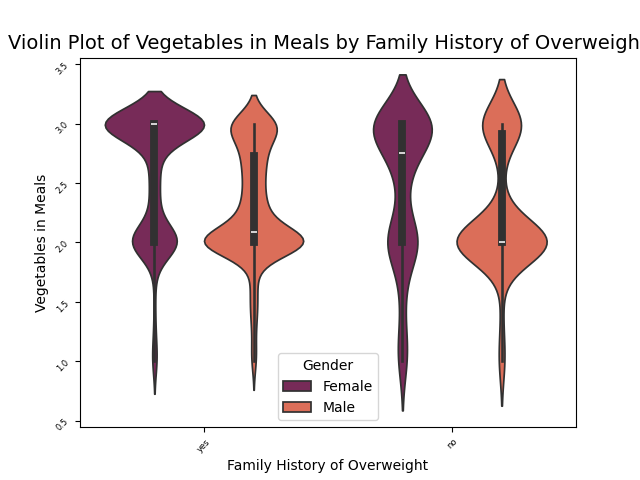 Violin Plot of Vegetables in Meals by Family History of Overweigh
Vegetables in Meals
3.5
3.0
2.5
2.0
1.5
1.0
0.5
Gender
Female
Male
yes
no
Family History of Overweight